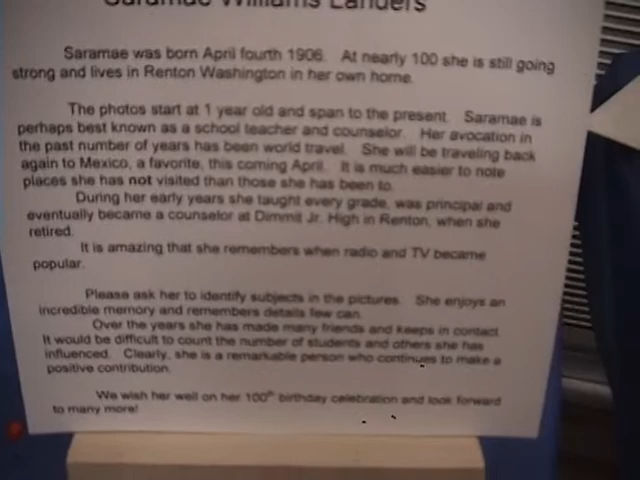 Saramae Williams Landers
Saramae was born April fourth 1906. At nearly 100 she is still going
strong and lives in Renton Washington in her own home.
The photos start at 1 year old and span to the present. Saramae is
perhaps best known as a school teacher and counselor. Her avocation in
the past number of years has been world travel. She will be traveling back
again to Mexico, a favorite, this coming April. It is much easier to note
places she has not visited than those she has been to.
During her early years she taught every grade, was principal and
eventually became a counselor at Dimmit Jr. High in Renton, when she
retired.
It is amazing that she remembers when radio and TV became
popular.
Please ask her to identify subjects in the pictures. She enjoys an
incredible memory and remembers details few can.
Over the years she has made many friends and keeps in contact.
It would be difficult to count the number of students and others she has
influenced. Clearly, she is a remarkable person who continues to make a
positive contribution.
We wish her well on her 100th birthday celebration and look forward
to many more!